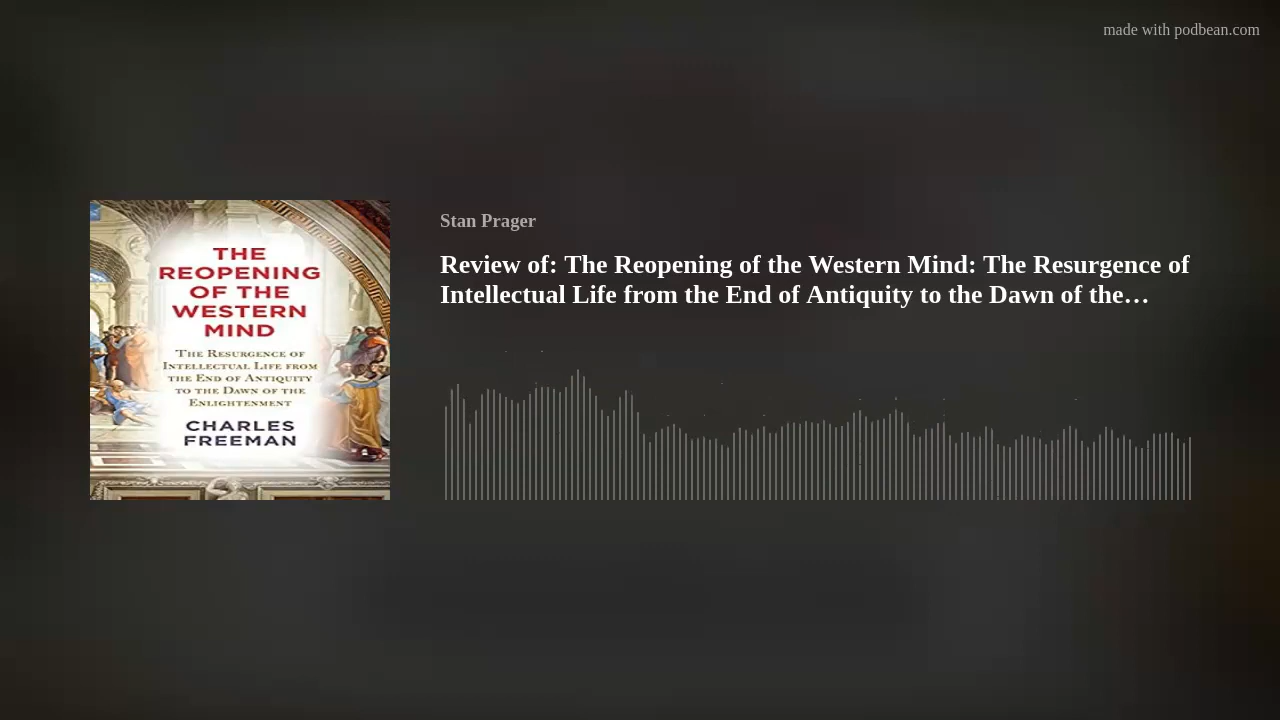 made with podbean.com
THE
REOPENING
OF THE
WESTERN
MIND
THE RESURGENCE OF
INTELLECTUAL LIFE FROM
THE END OF ANTIQUITY
TO THE DAWN OF THE
ENLIGHTENMENT
CHARLES
FREEMAN
Stan Prager
Review of: The Reopening of the Western Mind: The Resurgence of
Intellectual Life from the End of Antiquity to the Dawn of the…